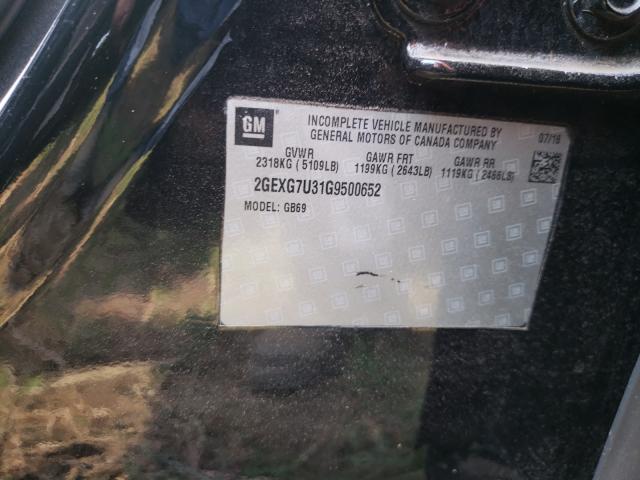 GM
INCOMPLETE VEHICLE MANUFACTURED BY
GENERAL MOTORS OF CANADA COMPANY
07/16
GVWR GAWR FRT GAWR RR
2318KG ( 5109LB) 1199KG ( 2643LB) 1119KG ( 2466LB)
2GEXG7U31G9500652
MODEL: GB69